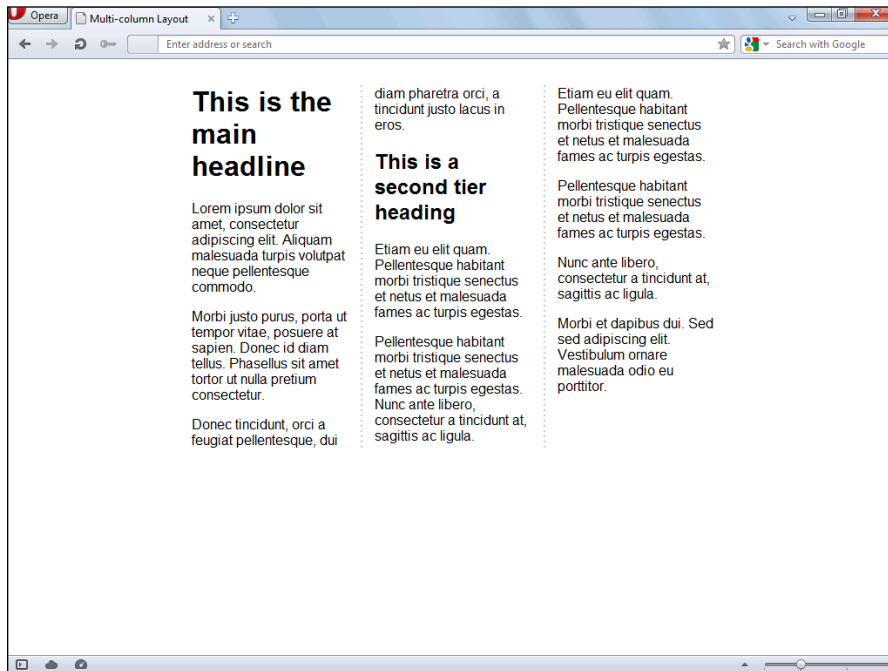 Opera
Multi-column Layout
Enter address or search
Search with Google
This is the
main
headline
Lorem ipsum dolor sit
amet, consectetur
adipiscing elit. Aliquam
malesuada turpis volutpat
neque pellentesque
commodo.
Morbi justo purus, porta ut
tempor vitae, posuere at
sapien. Donec id diam
tellus. Phasellus sit amet
tortor ut nulla pretium
consectetur.
Donec tincidunt, orci a
feugiat pellentesque, dui
diam pharetra orci, a
tincidunt justo lacus in
eros.
This is a
second tier
heading
Etiam eu elit quam.
Pellentesque habitant
morbi tristique senectus
et netus et malesuada
fames ac turpis egestas.
Pellentesque habitant
morbi tristique senectus
et netus et malesuada
fames ac turpis egestas.
Nunc ante libero,
consectetur a tincidunt at,
sagittis ac ligula.
Etiam eu elit quam.
Pellentesque habitant
morbi tristique senectus
et netus et malesuada
fames ac turpis egestas.
Pellentesque habitant
morbi tristique senectus
et netus et malesuada
fames ac turpis egestas.
Nunc ante libero,
consectetur a tincidunt at,
sagittis ac ligula.
Morbi et dapibus dui. Sed
sed adipiscing elit.
Vestibulum ornare
malesuada odio eu
porttitor.